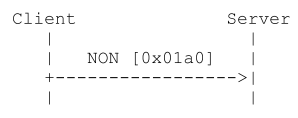 Client Server
NON [0x01a0]